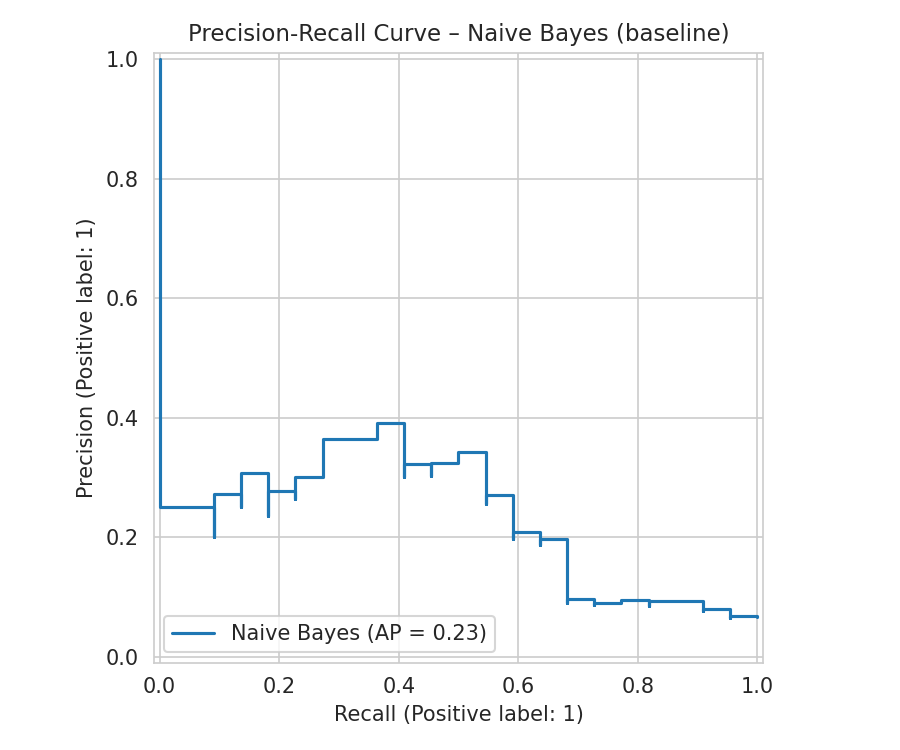 Precision-Recall Curve – Naive Bayes (baseline)
1.0
0.8
0.6
0.4
0.2
0.0
Precision (Positive label: 1)
Naive Bayes (AP = 0.23)
0.0 0.2 0.4 0.6 0.8 1.0
Recall (Positive label: 1)